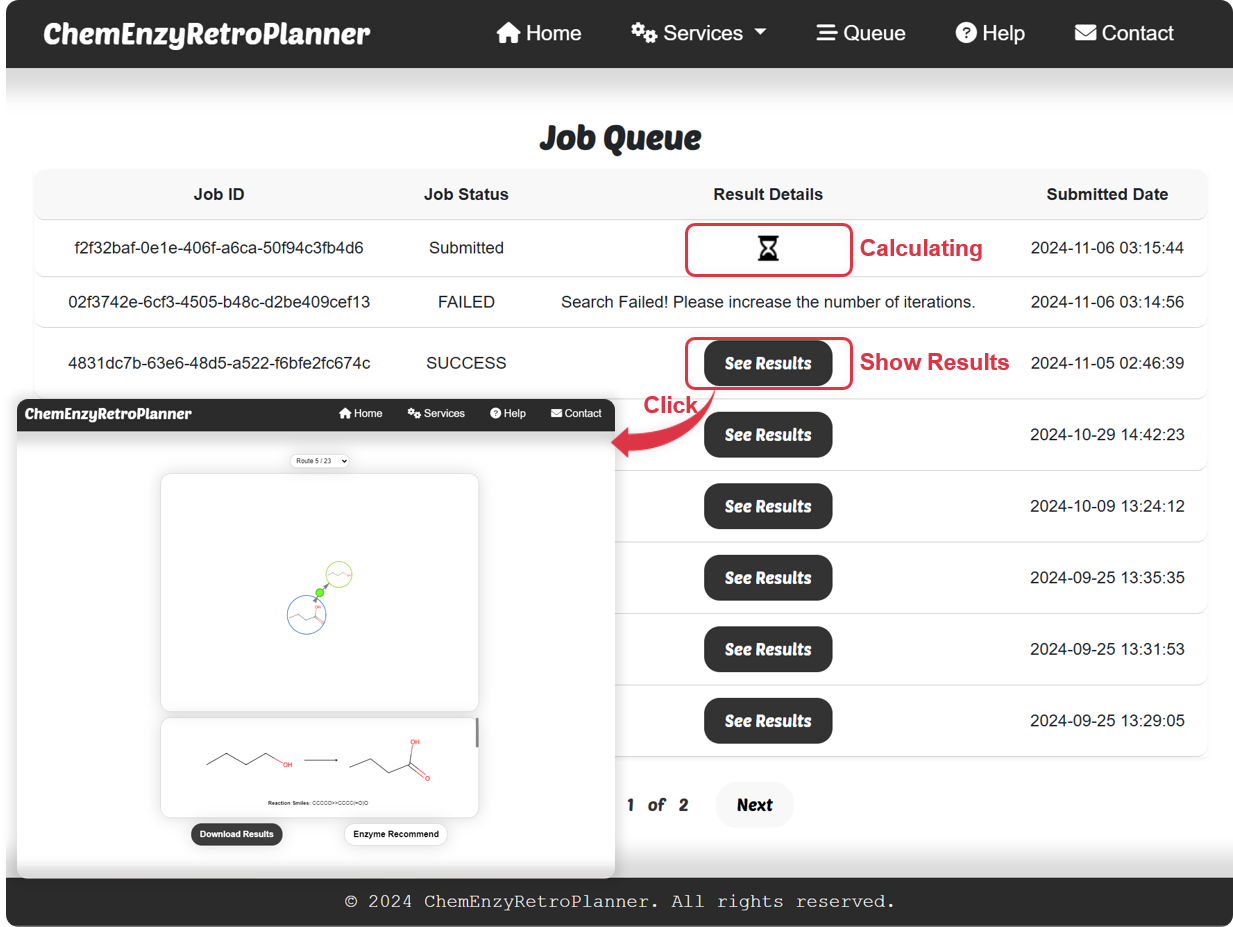 ChemEnzyRetroPlanner Home Services Queue Help Contact
Job Queue
Job ID Job Status Result Details Submitted Date
f2f32baf-0e1e-406f-a6ca-50f94c3fb4d6 Submitted Calculating 2024-11-06 03:15:44
02f3742e-6cf3-4505-b48c-d2be409cef13 FAILED Search Failed! Please increase the number of iterations. 2024-11-06 03:14:56
4831dc7b-63e6-48d5-a522-f6bfe2fc674c SUCCESS See Results Show Results 2024-11-05 02:46:39
Click
See Results 2024-10-29 14:42:23
See Results 2024-10-09 13:24:12
See Results 2024-09-25 13:35:35
See Results 2024-09-25 13:31:53
See Results 2024-09-25 13:29:05
1 of 2 Next
ChemEnzyRetroPlanner Home Services Help Contact
Route 5 / 23
OH
OH
OH
O
Reaction Smiles: CCCCO>>CCCC(=O)O
Download Results Enzyme Recommend
© 2024 ChemEnzyRetroPlanner. All rights reserved.